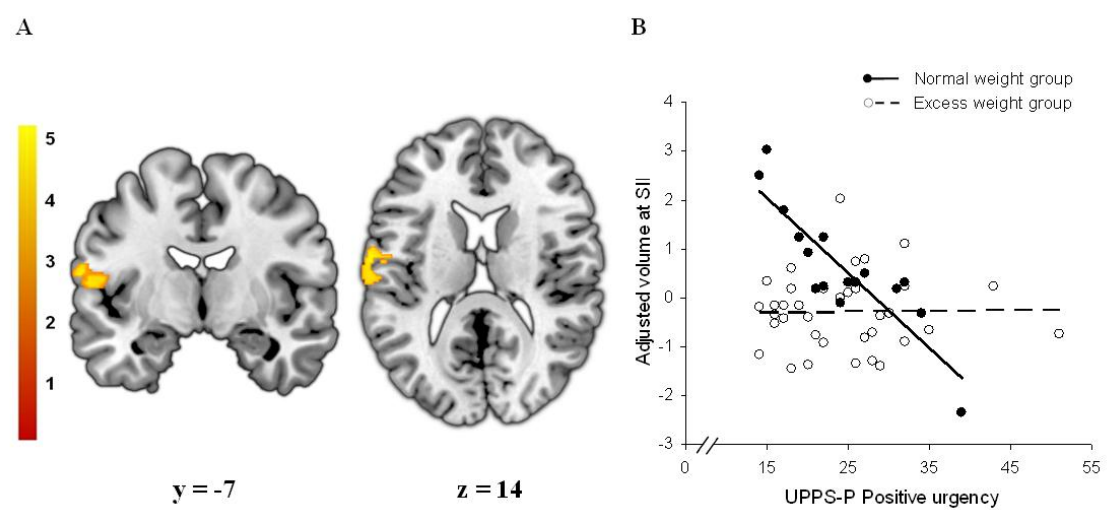 A
5
4
3
2
1
y = -7
z = 14
B
Normal weight group
Excess weight group
Adjusted volume at SII
4
3
2
1
0
-1
-2
-3
0 15 25 35 45 55
UPPS-P Positive urgency